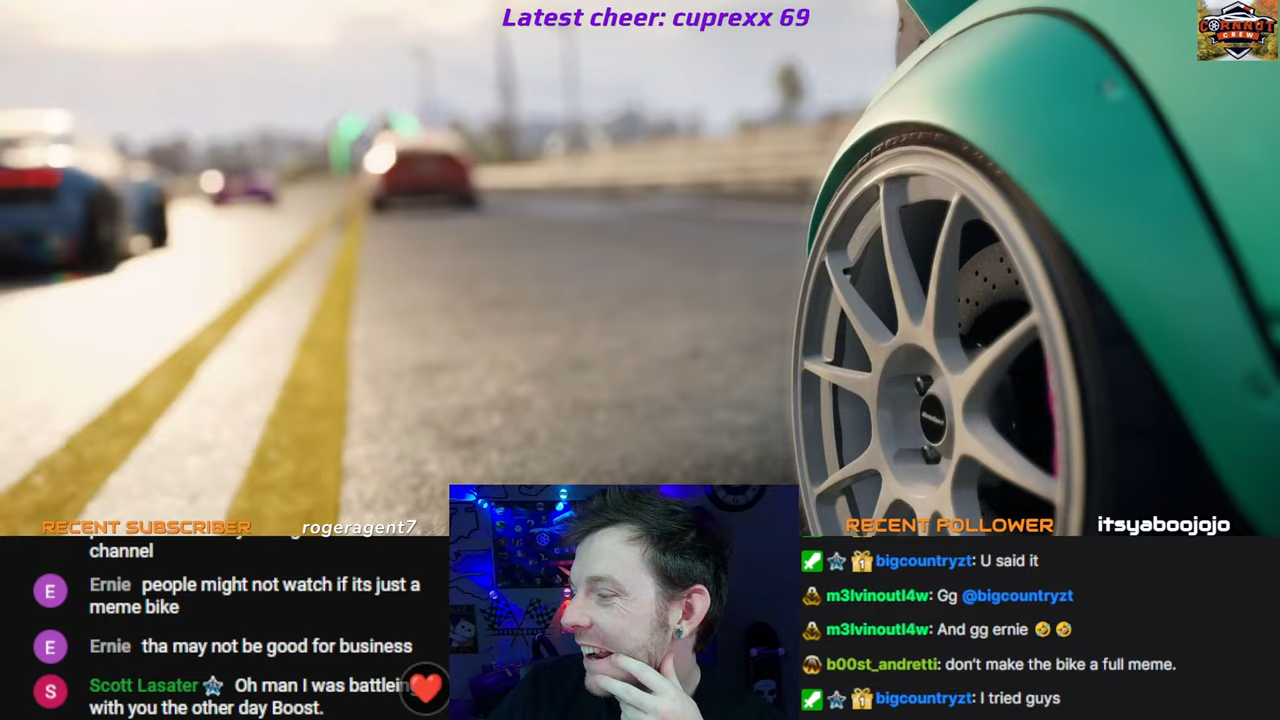 Latest cheer: cuprexx 69
CORNNUT
CREW
RECENT SUBSCRIBER rogeragent7
RECENT FOLLOWER itsyaboojojo
channel
E Ernie people might not watch if its just a
meme bike
E Ernie tha may not be good for business
S Scott Lasater Oh man I was battlein
with you the other day Boost.
bigcountryzt: U said it
m3lvinoutl4w: Gg @bigcountryzt
m3lvinoutl4w: And gg ernie 🤣 🤣
b00st_andretti: don't make the bike a full meme.
bigcountryzt: I tried guys